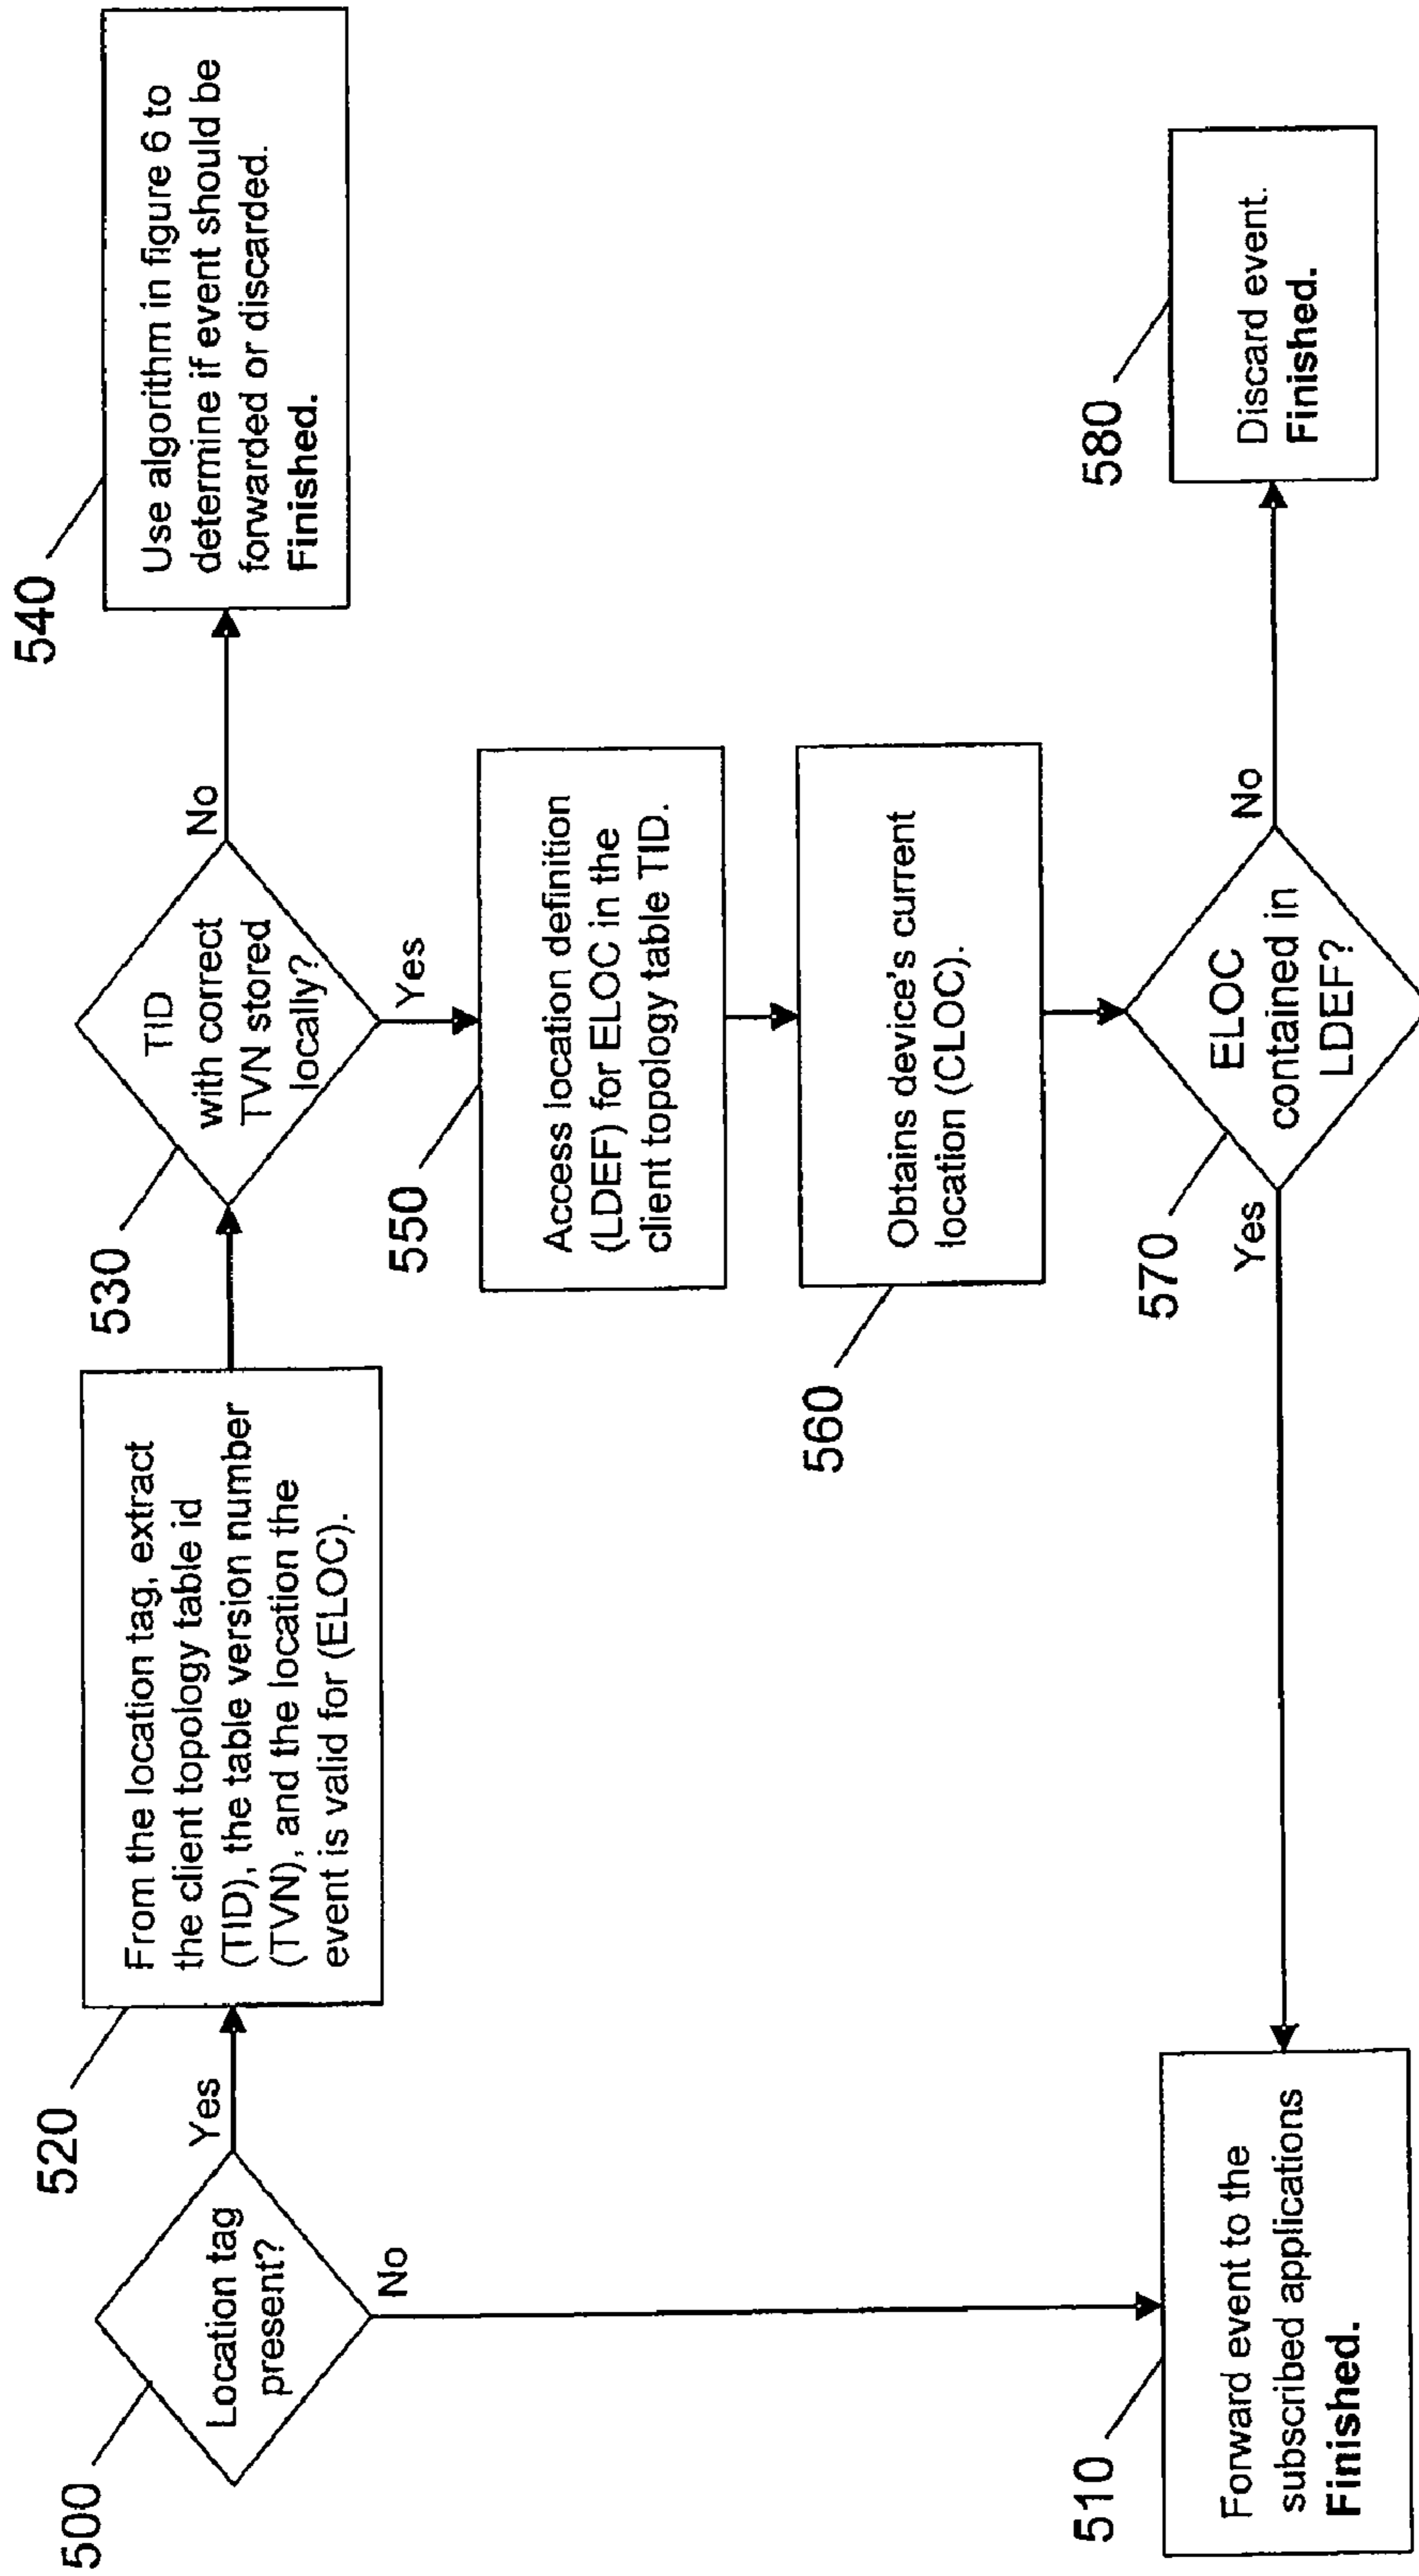 500
Location tag
present?
Yes
No
510
Forward event to the
subscribed applications
Finished.
520
From the location tag, extract
the client topology table id
(TID), the table version number
(TVN), and the location the
event is valid for (ELOC).
530
TID
with correct
TVN stored
locally?
No
Yes
540
Use algorithm in figure 6 to
determine if event should be
forwarded or discarded.
Finished.
550
Access location definition
(LDEF) for ELOC in the
client topology table TID.
560
Obtains device's current
location (CLOC).
570
ELOC
contained in
LDEF?
Yes
No
580
Discard event.
Finished.